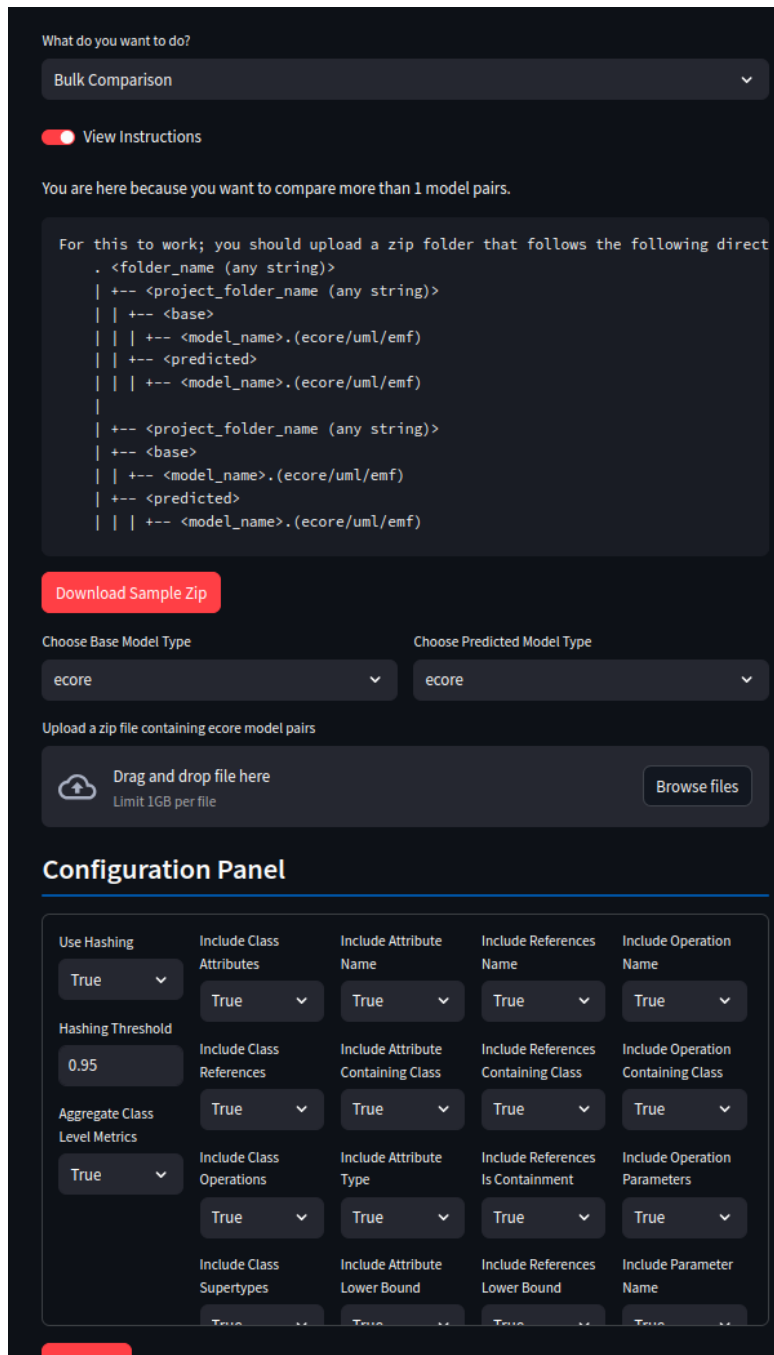 What do you want to do?
Bulk Comparison
View Instructions
You are here because you want to compare more than 1 model pairs.
For this to work; you should upload a zip folder that follows the following direct
. <folder_name (any string)>
| +-- <project_folder_name (any string)>
| | +-- <base>
| | | +-- <model_name>.(ecore/uml/emf)
| | +-- <predicted>
| | | +-- <model_name>.(ecore/uml/emf)
|
| +-- <project_folder_name (any string)>
| +-- <base>
| | +-- <model_name>.(ecore/uml/emf)
| +-- <predicted>
| | | +-- <model_name>.(ecore/uml/emf)
Download Sample Zip
Choose Base Model Type
ecore
Choose Predicted Model Type
ecore
Upload a zip file containing ecore model pairs
Drag and drop file here
Limit 1GB per file
Browse files
Configuration Panel
Use Hashing
True
Hashing Threshold
0.95
Aggregate Class
Level Metrics
True
Include Class
Attributes
True
Include Class
References
True
Include Class
Operations
True
Include Class
Supertypes
True
Include Attribute
Name
True
Include Attribute
Containing Class
True
Include Attribute
Type
True
Include Attribute
Lower Bound
True
Include References
Name
True
Include References
Containing Class
True
Include References
Is Containment
True
Include References
Lower Bound
True
Include Operation
Name
True
Include Operation
Containing Class
True
Include Operation
Parameters
True
Include Parameter
Name
True